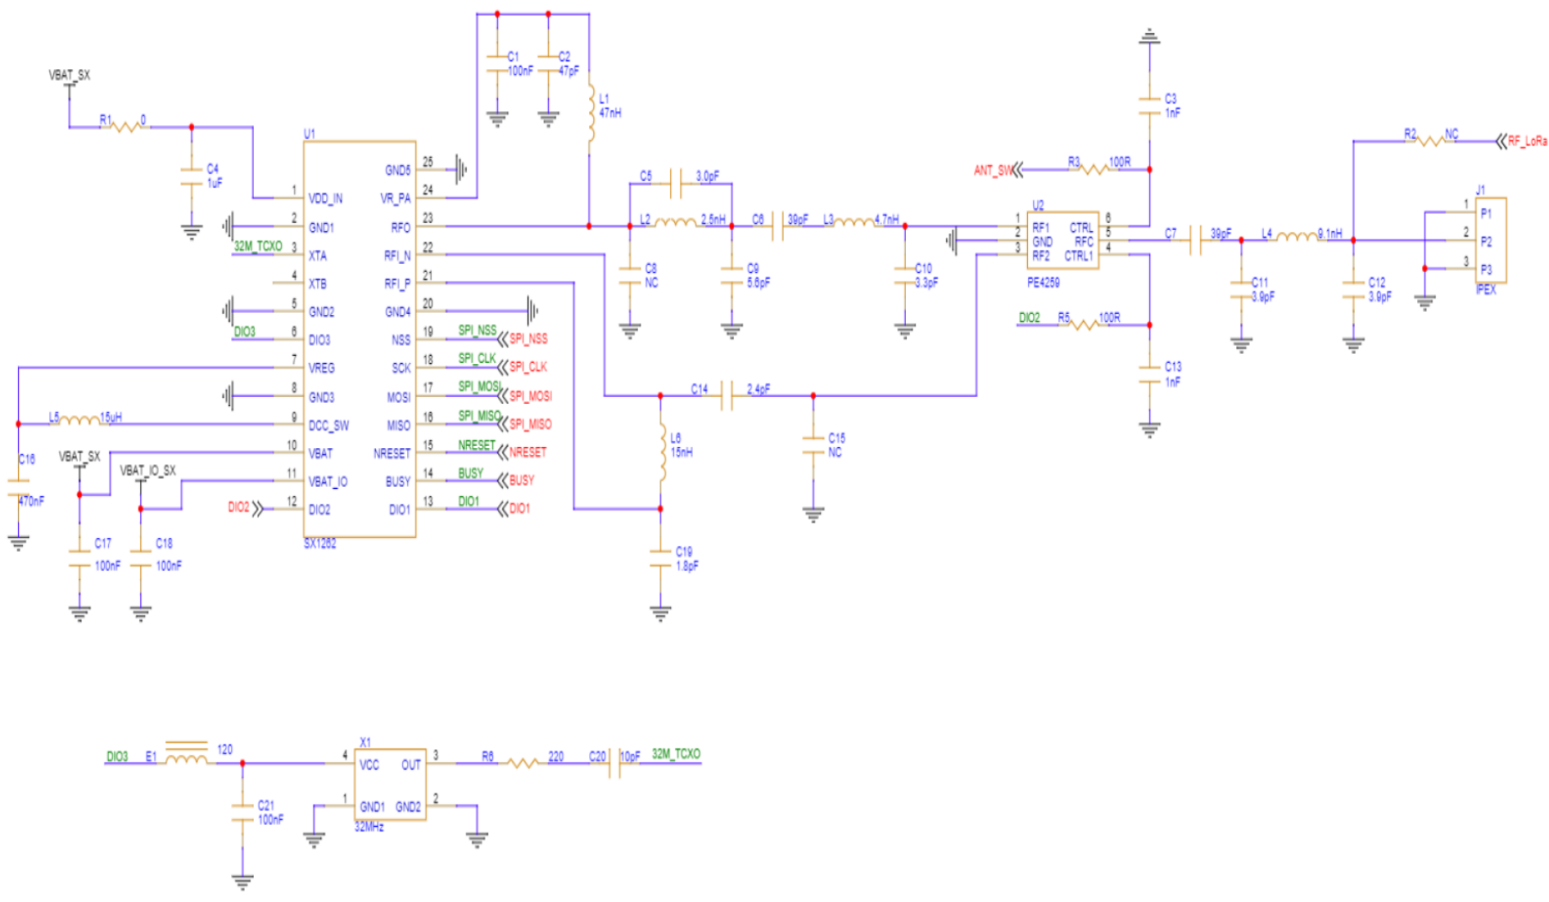 VBAT_SX
R1 0
C4
1uF
C1
100nF
C2
47pF
L1
47nH
U1
1 VDD_IN
2 GND1
3 XTA
4 XTB
5 GND2
6 DIO3
7 VREG
8 GND3
9 DCC_SW
10 VBAT
11 VBAT_IO
12 DIO2
GND5 25
VR_PA 24
RFO 23
RFI_N 22
RFI_P 21
GND4 20
NSS 19
SCK 18
MOSI 17
MISO 16
NRESET 15
BUSY 14
DIO1 13
SX1262
32M_TCXO
DIO3
L5 15uH
C16
470nF
VBAT_SX
VBAT_IO_SX
DIO2
C17
100nF
C18
100nF
SPI_NSS SPI_NSS
SPI_CLK SPI_CLK
SPI_MOSI SPI_MOSI
SPI_MISO SPI_MISO
NRESET NRESET
BUSY BUSY
DIO1 DIO1
C5 3.0pF
L2 2.5nH
C6 39pF
L3 4.7nH
C8
NC
C9
5.6pF
C10
3.3pF
C14 2.4pF
L6
15nH
C15
NC
C19
1.8pF
C3
1nF
ANT_SW R3 100R
U2
1 RF1 CTRL 6
2 GND RFC 5
3 RF2 CTRL1 4
PE4259
DIO2 R5 100R
C13
1nF
C7 39pF
L4 9.1nH
C11
3.9pF
C12
3.9pF
R2 NC RF_LoRa
J1
1 P1
2 P2
3 P3
IPEX
DIO3 E1 120
C21
100nF
X1
4 VCC OUT 3
1 GND1 GND2 2
32MHz
R6 220 C20 10pF 32M_TCXO